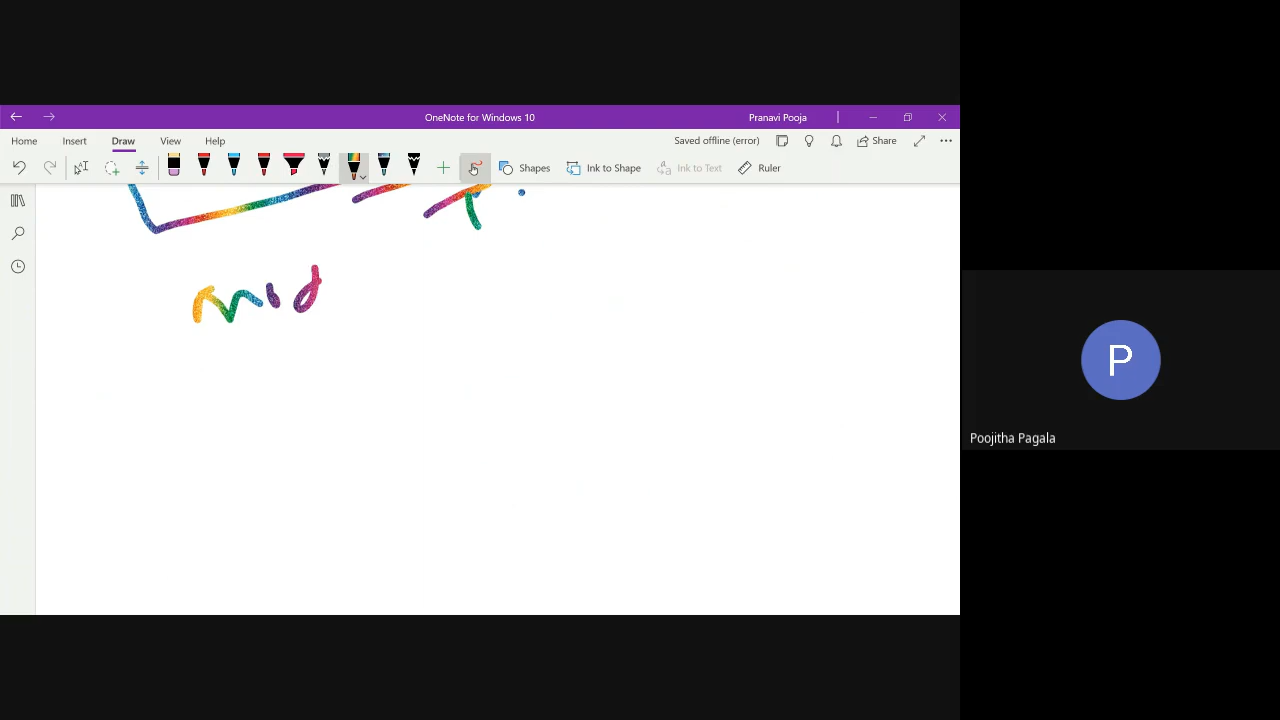 OneNote for Windows 10
Pranavi Pooja
Home Insert Draw View Help
Saved offline (error)
Share
Shapes
Ink to Shape
Ink to Text
Ruler
mid
P
Poojitha Pagala